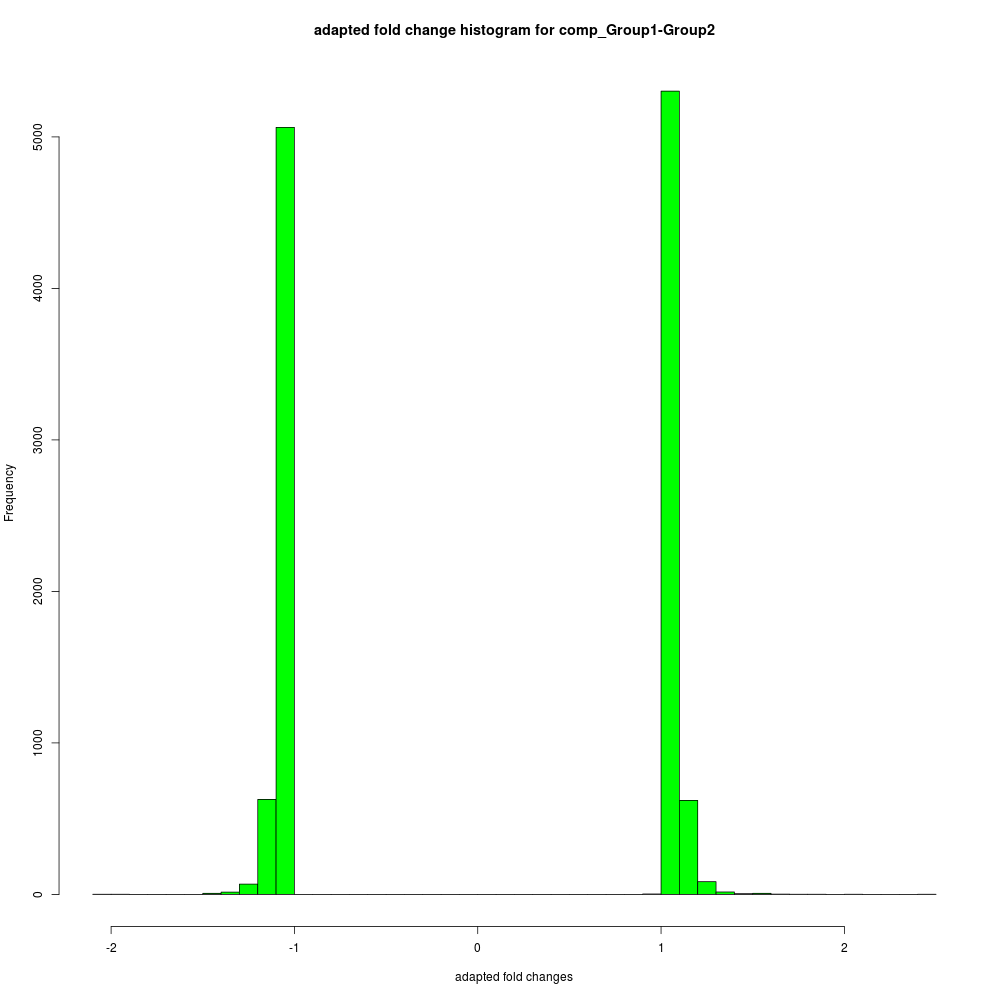 adapted fold change histogram for comp_Group1-Group2
5000
4000
3000
2000
1000
0
Frequency
-2 -1 0 1 2
adapted fold changes